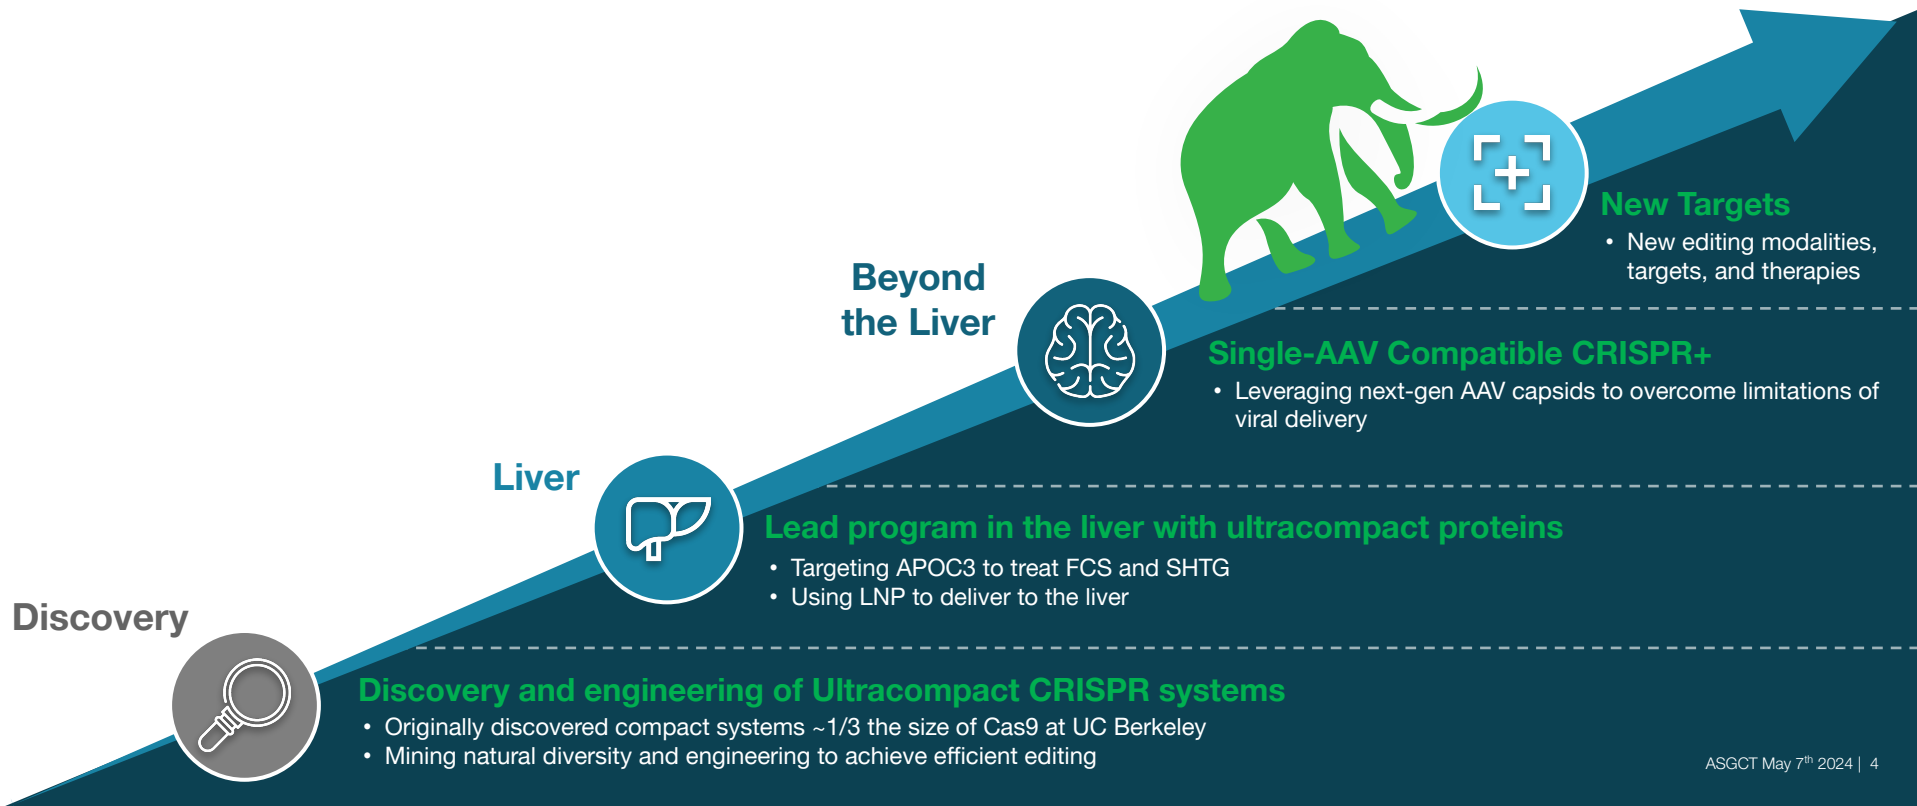 New Targets
• New editing modalities,
targets, and therapies
Beyond
the Liver
Single-AAV Compatible CRISPR+
• Leveraging next-gen AAV capsids to overcome limitations of
viral delivery
Liver
Lead program in the liver with ultracompact proteins
• Targeting APOC3 to treat FCS and SHTG
• Using LNP to deliver to the liver
Discovery
Discovery and engineering of Ultracompact CRISPR systems
• Originally discovered compact systems ~1/3 the size of Cas9 at UC Berkeley
• Mining natural diversity and engineering to achieve efficient editing
ASGCT May 7th 2024 | 4